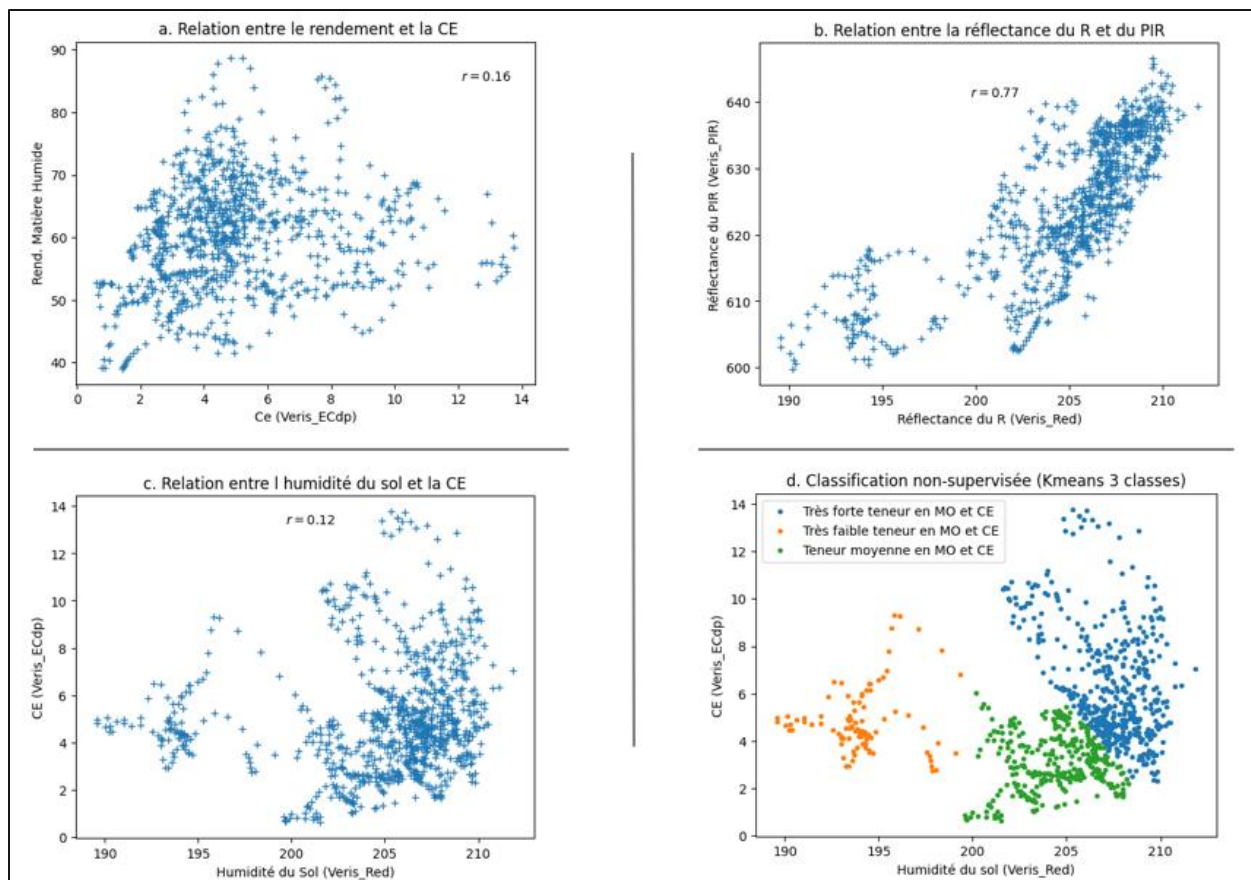 a. Relation entre le rendement et la CE
90
80
70
60
50
40
Rend. Matière Humide
r = 0.16
0 2 4 6 8 10 12 14
Ce (Veris_ECdp)
b. Relation entre la réflectance du R et du PIR
640
630
620
610
600
Réflectance du PIR (Veris_PIR)
r = 0.77
190 195 200 205 210
Réflectance du R (Veris_Red)
c. Relation entre l humidité du sol et la CE
14
12
10
8
6
4
2
0
CE (Veris_ECdp)
r = 0.12
190 195 200 205 210
Humidité du Sol (Veris_Red)
d. Classification non-supervisée (Kmeans 3 classes)
14
12
10
8
6
4
2
0
CE (Veris_ECdp)
Très forte teneur en MO et CE
Très faible teneur en MO et CE
Teneur moyenne en MO et CE
190 195 200 205 210
Humidité du sol (Veris_Red)